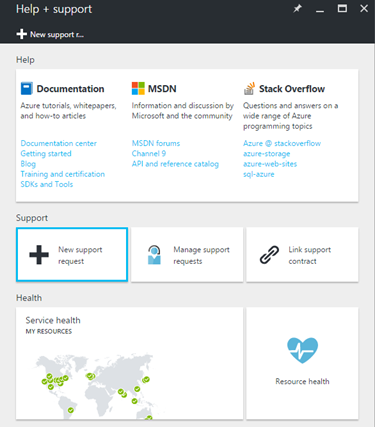 Help + support
New support r...
Help
Documentation
Azure tutorials, whitepapers,
and how-to articles
Documentation center
Getting started
Blog
Training and certification
SDKs and Tools
MSDN
Information and discussion by
Microsoft and the community
MSDN forums
Channel 9
API and reference catalog
Stack Overflow
Questions and answers on a
wide range of Azure
programming topics
Azure @ stackoverflow
azure-storage
azure-web-sites
sql-azure
Support
New support
request
Manage support
requests
Link support
contract
Health
Service health
MY RESOURCES
Resource health